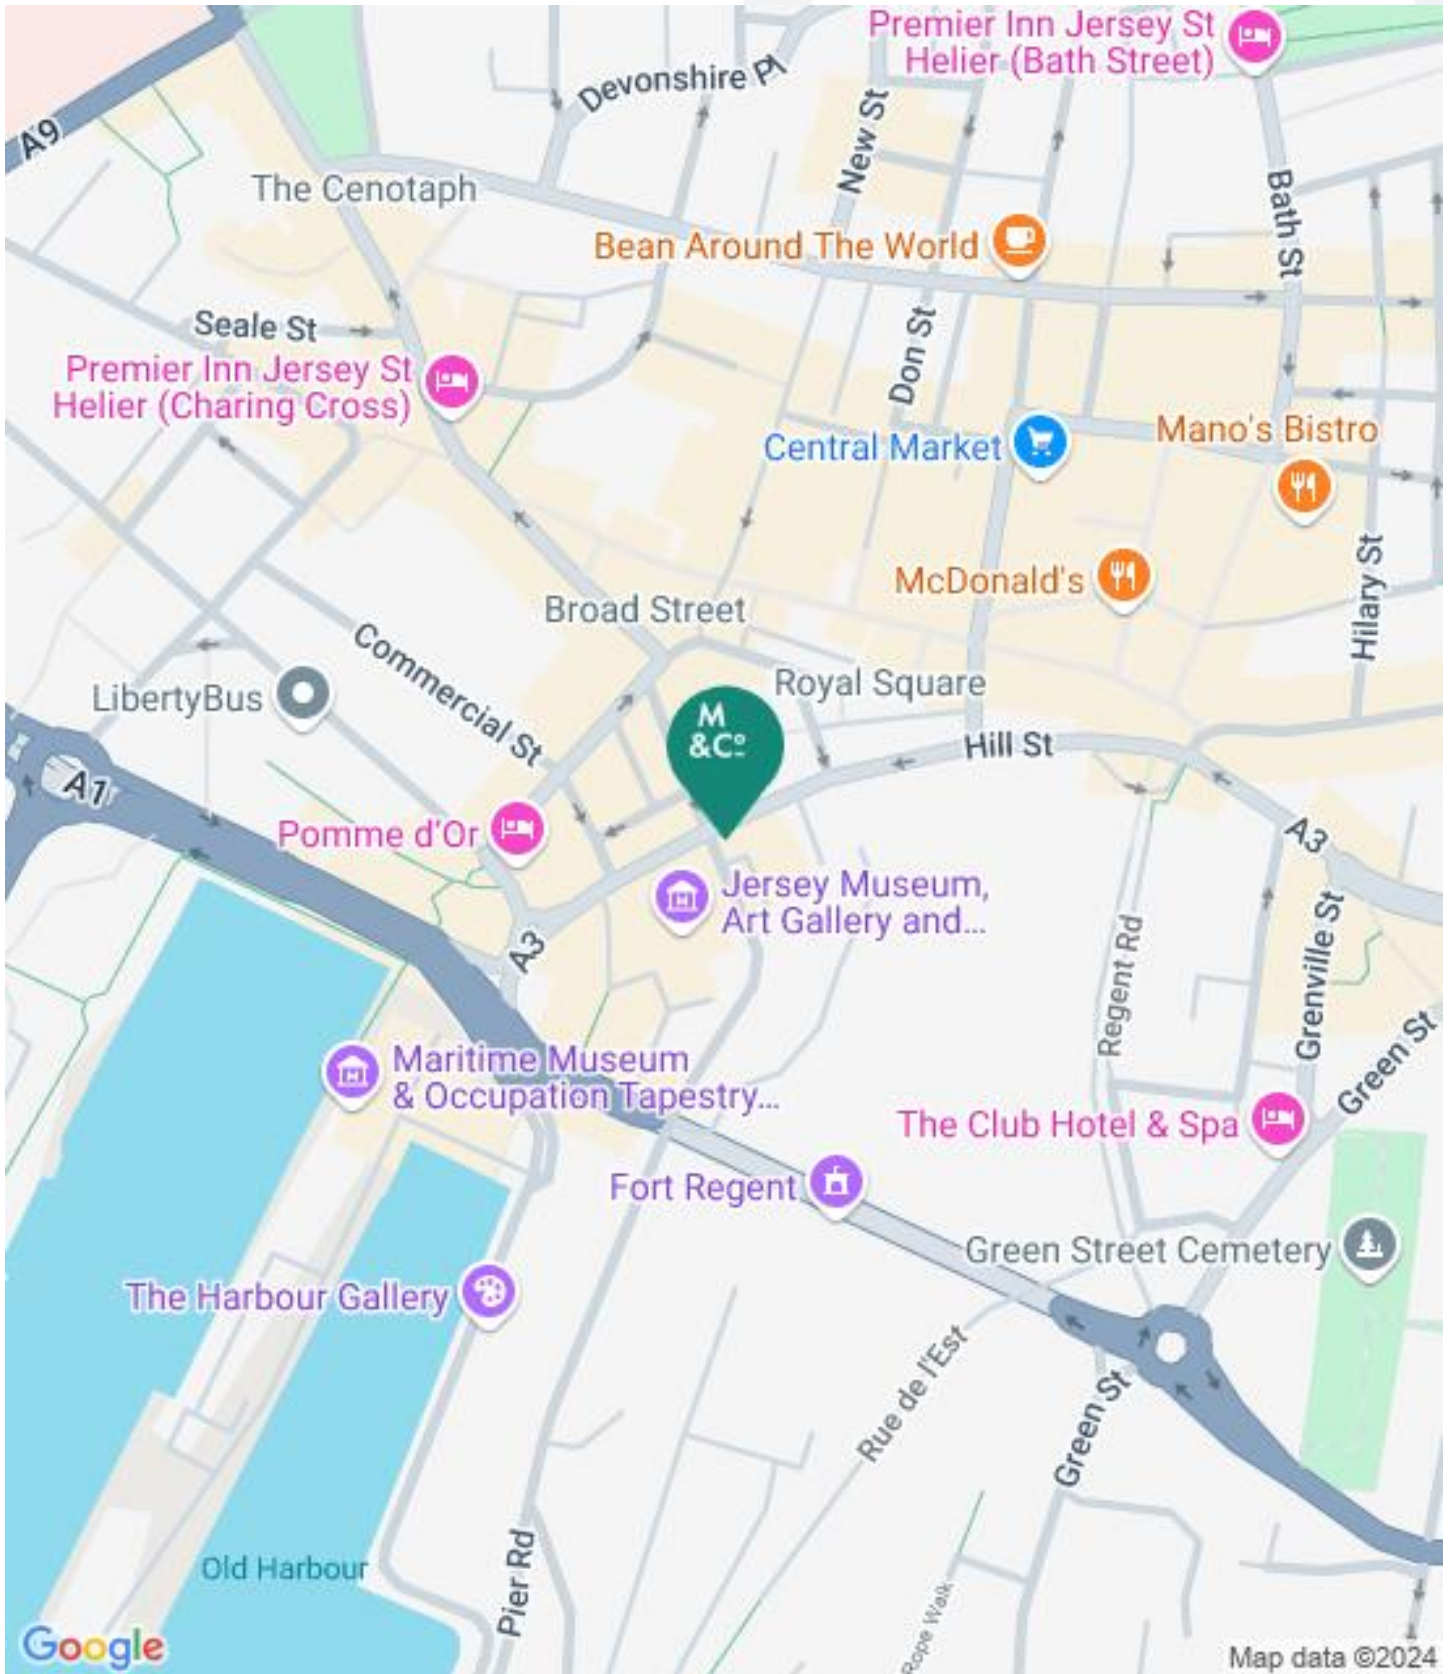 Premier Inn Jersey St
Helier (Bath Street)
Devonshire Pl
New St
A9
The Cenotaph
Bath St
Bean Around The World
Seale St
Don St
Premier Inn Jersey St
Helier (Charing Cross)
Central Market
Mano's Bistro
McDonald's
Hilary St
Broad Street
Commercial St
Royal Square
LibertyBus
M
&Cº
Hill St
A1
Pomme d'Or
A3
Jersey Museum,
Art Gallery and...
A3
Regent Rd
Grenville St
Green St
Maritime Museum
& Occupation Tapestry...
The Club Hotel & Spa
Fort Regent
Green Street Cemetery
The Harbour Gallery
Rue de l'Est
Green St
Old Harbour
Pier Rd
Rope Walk
Google
Map data ©2024